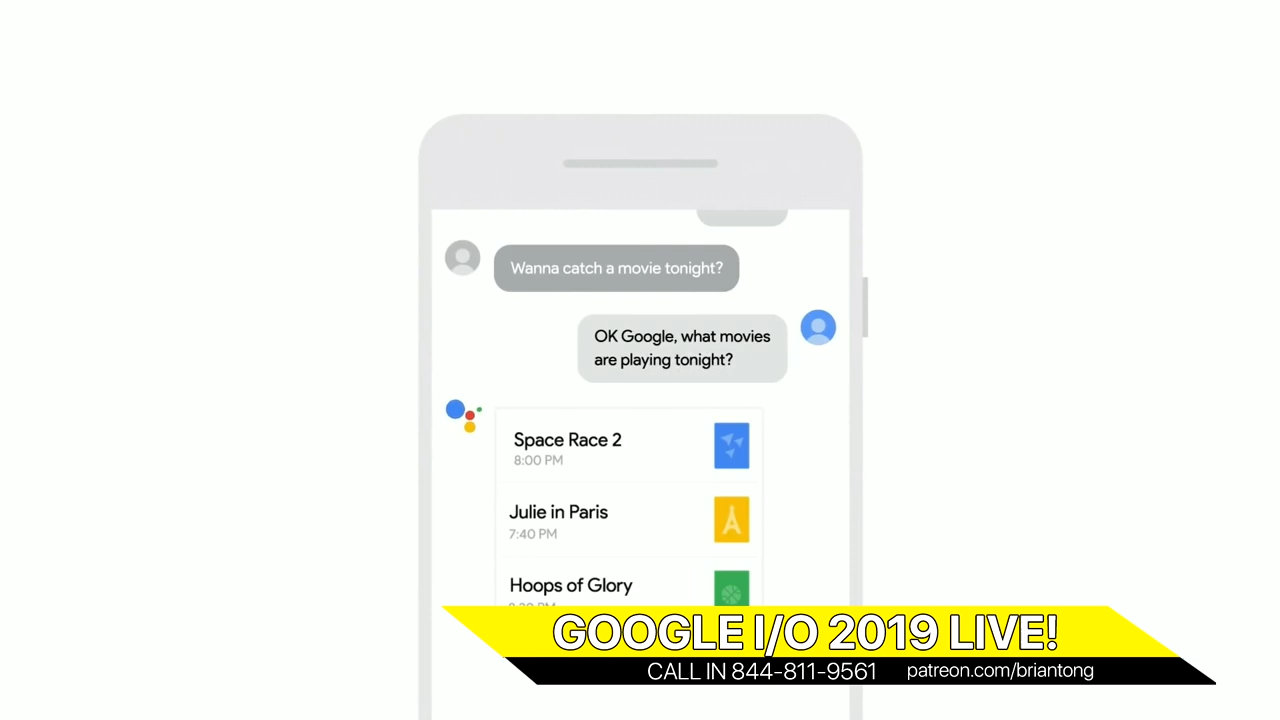 Wanna catch a movie tonight?
OK Google, what movies
are playing tonight?
Space Race 2
8:00 PM
Julie in Paris
7:40 PM
Hoops of Glory
GOOGLE I/O 2019 LIVE!
CALL IN 844-811-9561 patreon.com/briantong